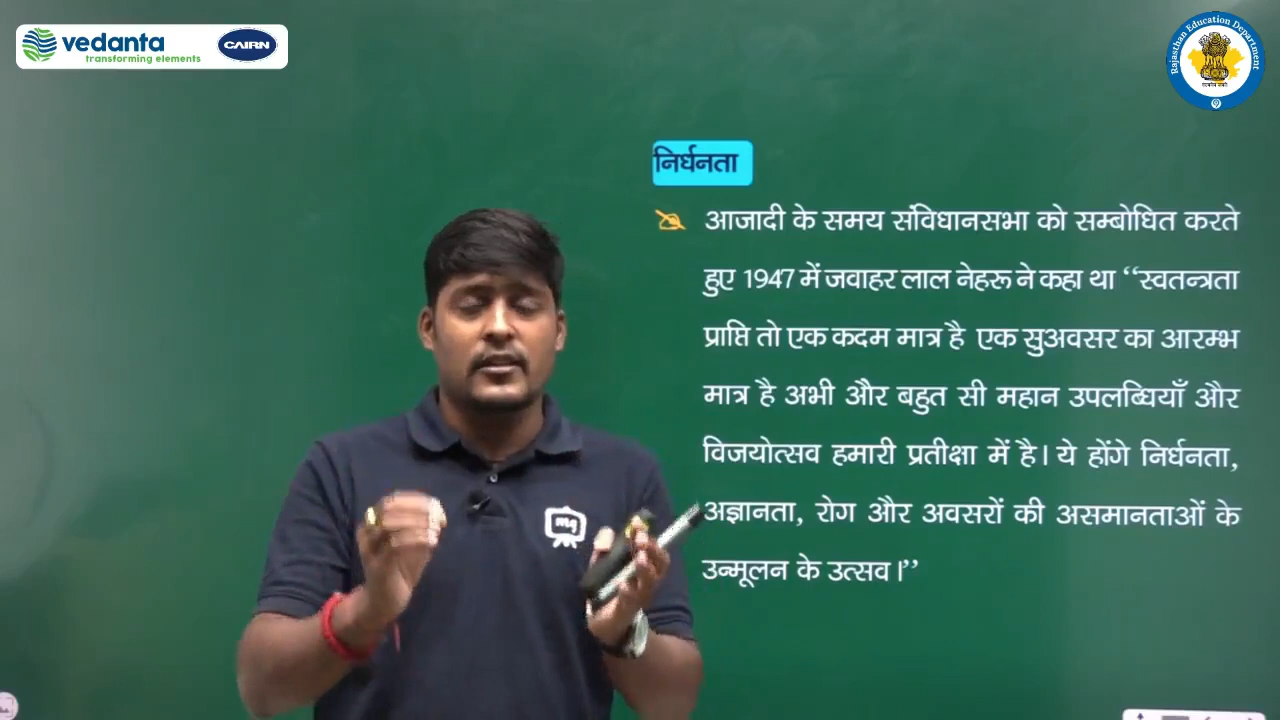 vedanta
transforming elements
CAIRN
Rajasthan Education Department
निर्धनता
आजादी के समय संविधानसभा को सम्बोधित करते
हुए 1947 में जवाहर लाल नेहरू ने कहा था ‘‘स्वतन्त्रता
प्राप्ति तो एक कदम मात्र है एक सुअवसर का आरम्भ
मात्र है अभी और बहुत सी महान उपलब्धियाँ और
विजयोत्सव हमारी प्रतीक्षा में है। ये होंगे निर्धनता,
अज्ञानता, रोग और अवसरों की असमानताओं के
उन्मूलन के उत्सव।’’
mq